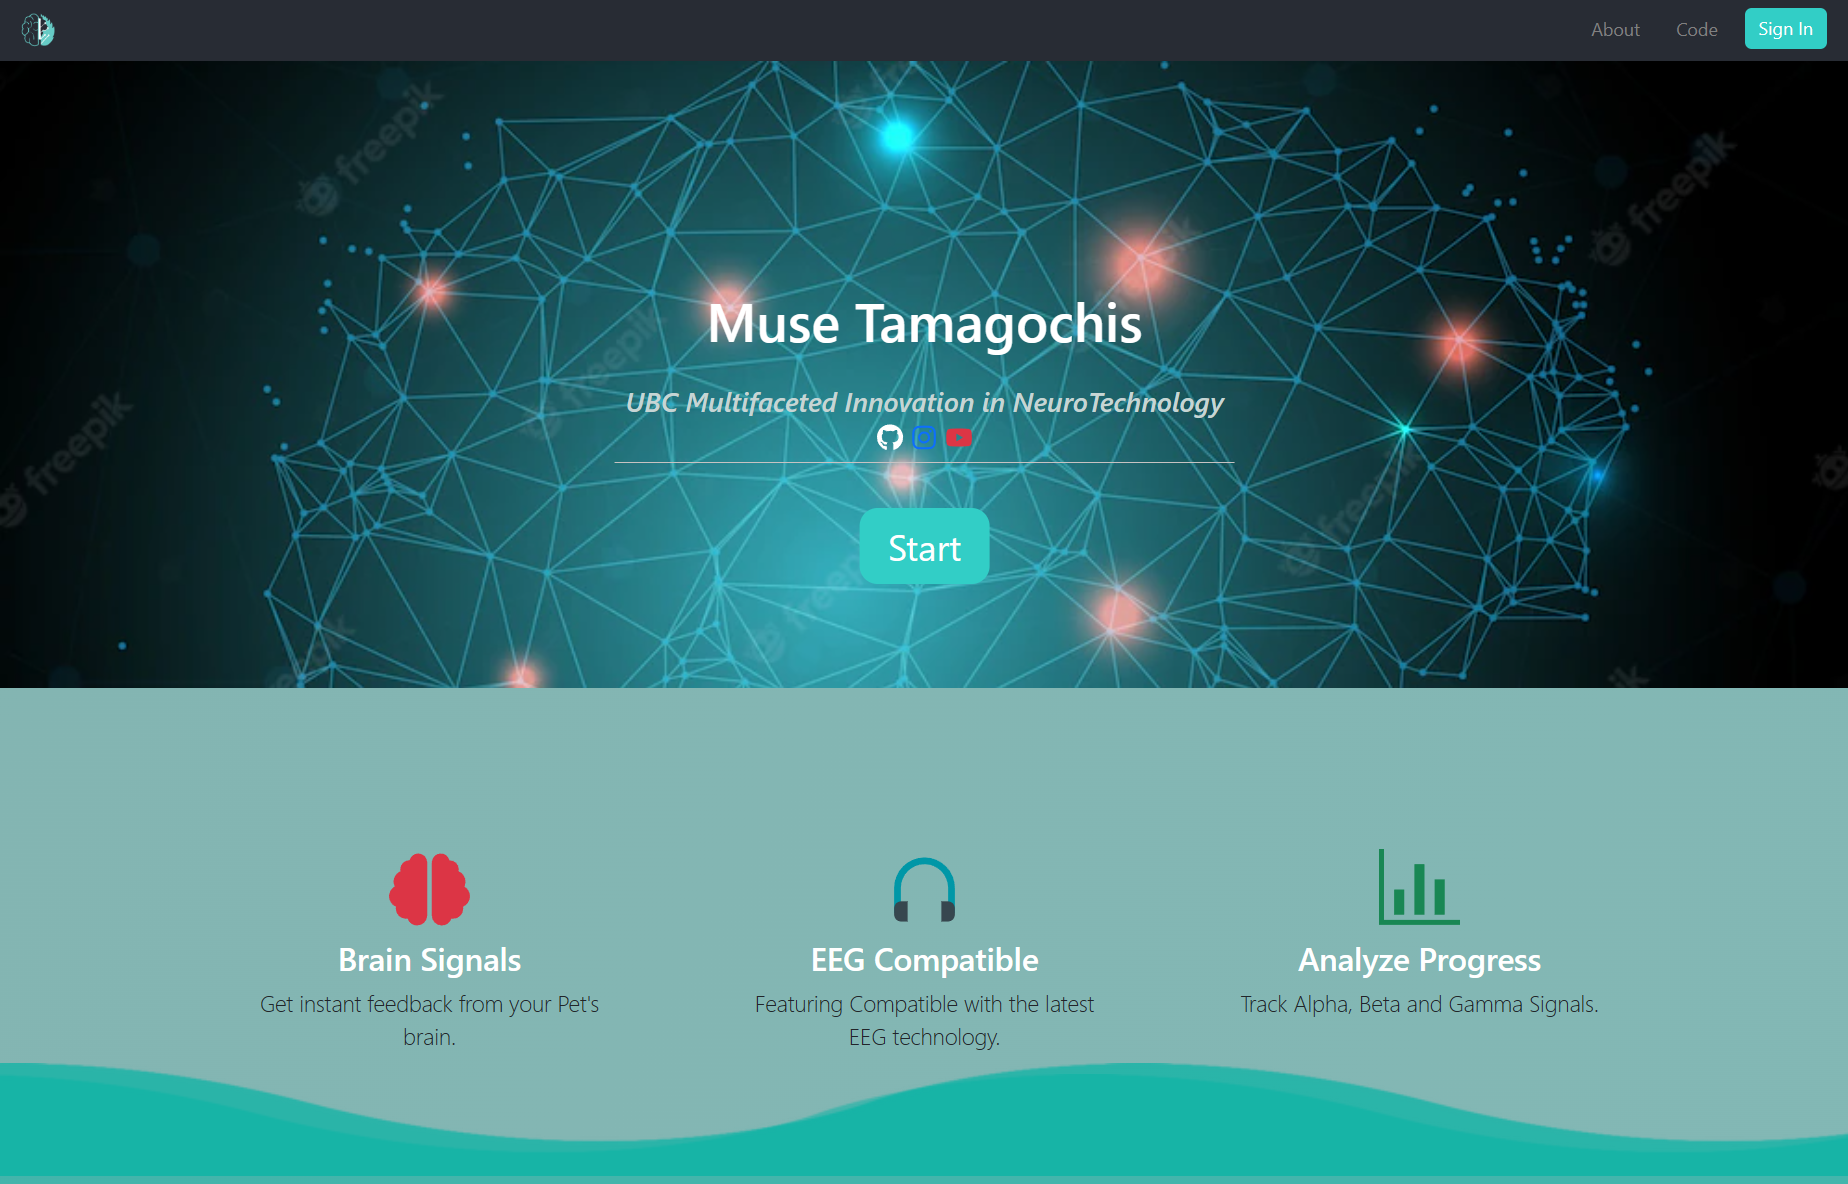 About Code Sign In
freepik
freepik
freepik
Muse Tamagochis
UBC Multifaceted Innovation in NeuroTechnology
freepik
freepik
freepik
Start
Brain Signals
Get instant feedback from your Pet's
brain.
EEG Compatible
Featuring Compatible with the latest
EEG technology.
Analyze Progress
Track Alpha, Beta and Gamma Signals.